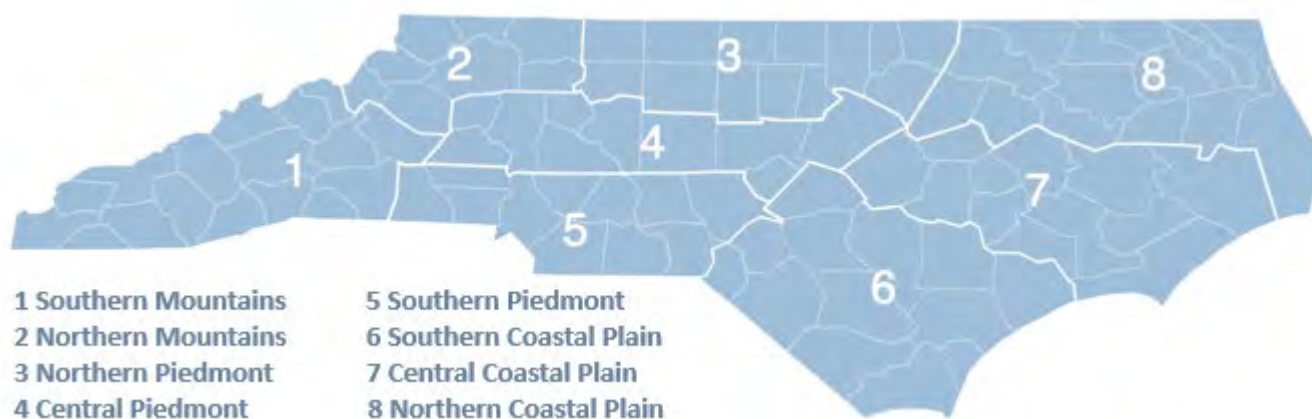 2
3
8
1
4
7
5
6
1 Southern Mountains
2 Northern Mountains
3 Northern Piedmont
4 Central Piedmont
5 Southern Piedmont
6 Southern Coastal Plain
7 Central Coastal Plain
8 Northern Coastal Plain